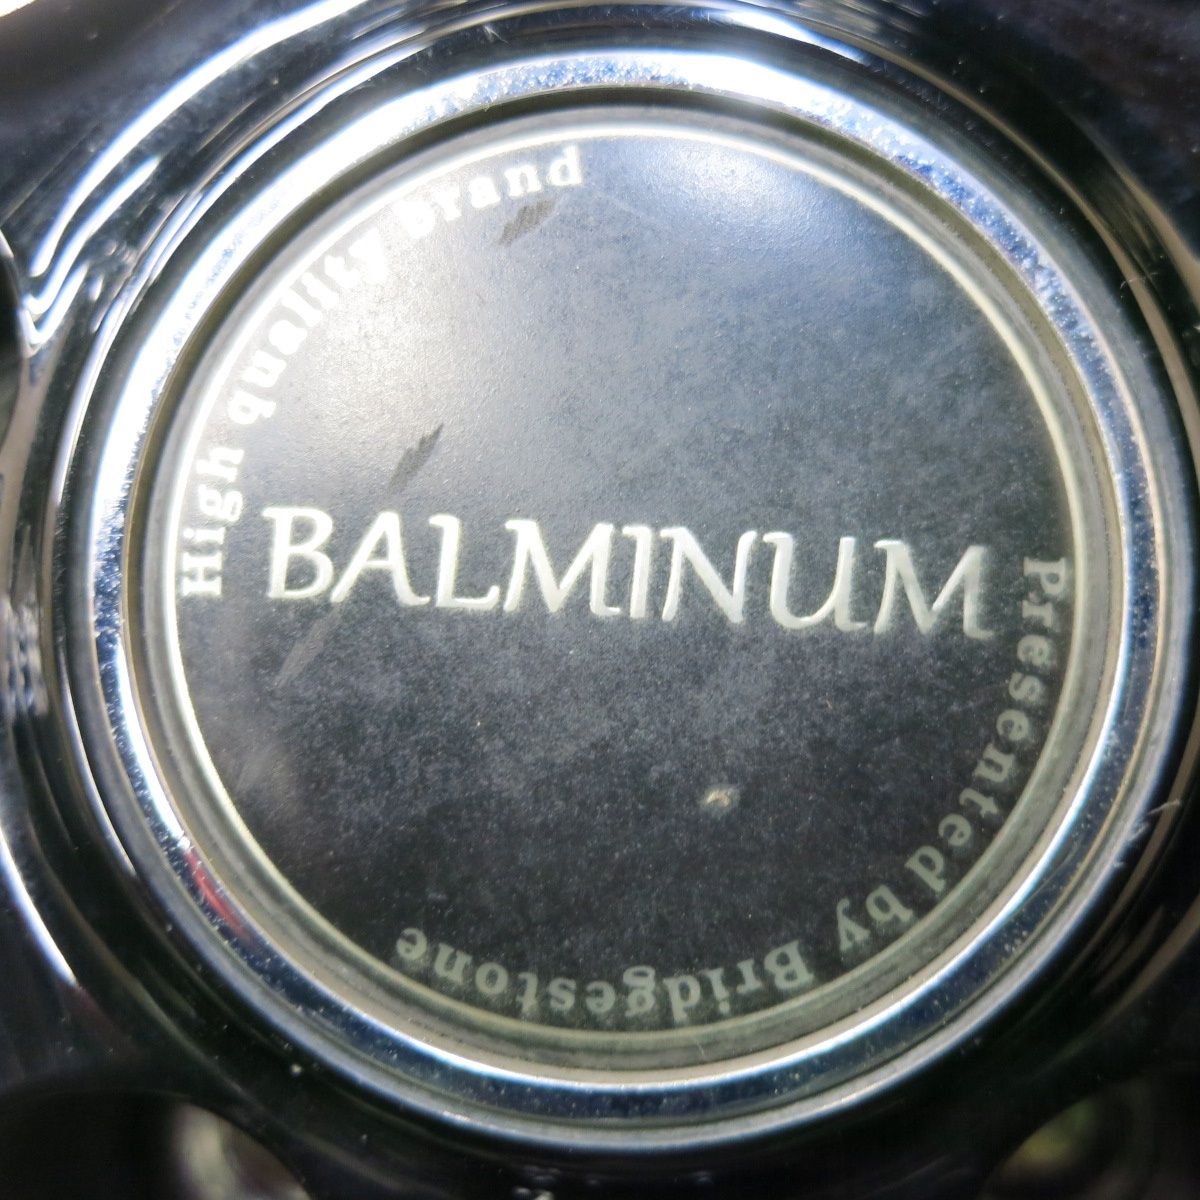 High quality brand
BALMINUM
Presented by Bridgestone